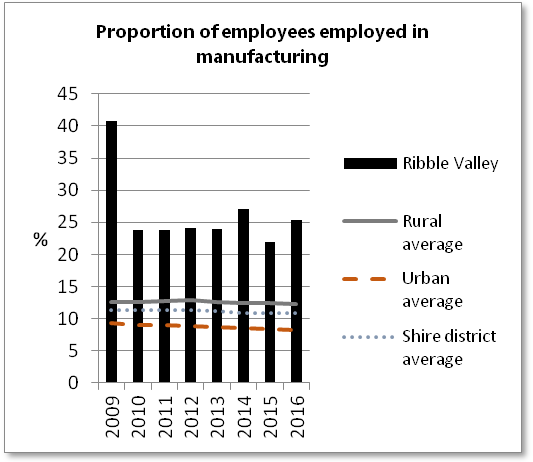 Proportion of employees employed in
manufacturing
45
40
35
30
25
20
15
10
5
0
%
2009
2010
2011
2012
2013
2014
2015
2016
Ribble Valley
Rural
average
Urban
average
Shire district
average